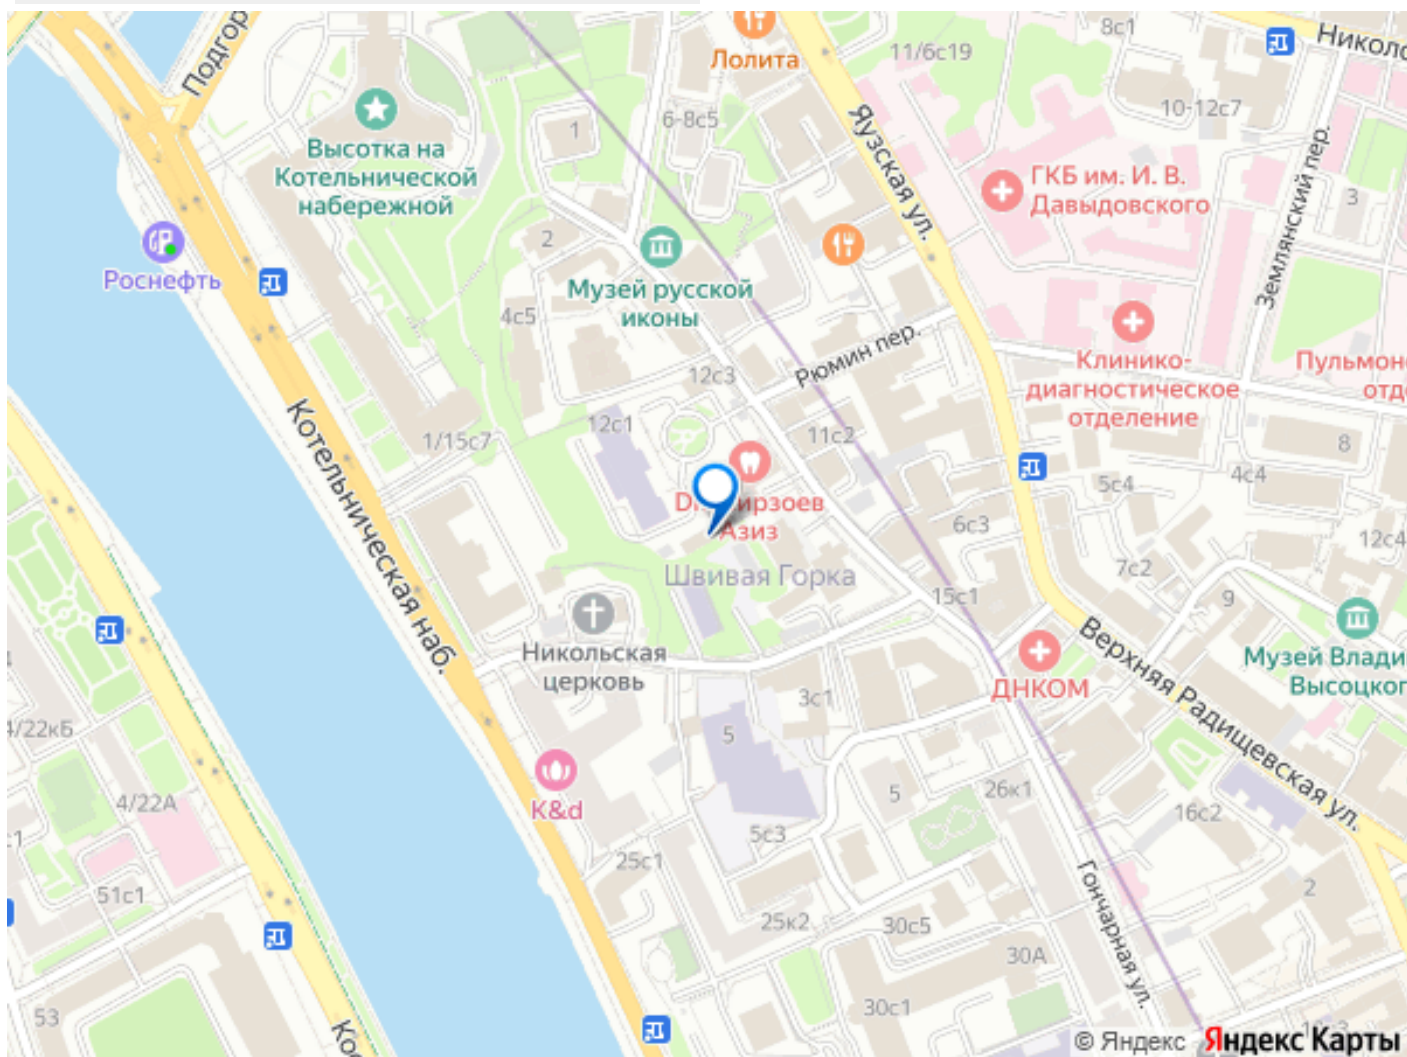 Подгор
8с1
Николо
Лолита
11/6с19
10-12с7
6-8с5
1
Яузская ул.
Высотка на
Котельнической
набережной
ГКБ им. И. В.
Давыдовского
Землянский пер.
3
2
Роснефть
Музей русской
иконы
4с5
Рюмин пер.
Клинико-
диагностическое
отделение
Пульмон
отд
12с3
12с1
11с2
1/15с7
8
4с4
5с4
Котельническая наб.
Азиз
6с3
12с4
7с2
Швивая Горка
15с1
9
Никольская
церковь
Верхняя Радищевская ул.
Музей Влади
Высоцког
ДНКОМ
3с1
4/22кБ
5
K&d
4/22А
5
26к1
16с2
5с3
25с1
Гончарная ул.
51с1
2
25к2
30с5
30А
30с1
53
Кос
© Яндекс Яндекс Карты